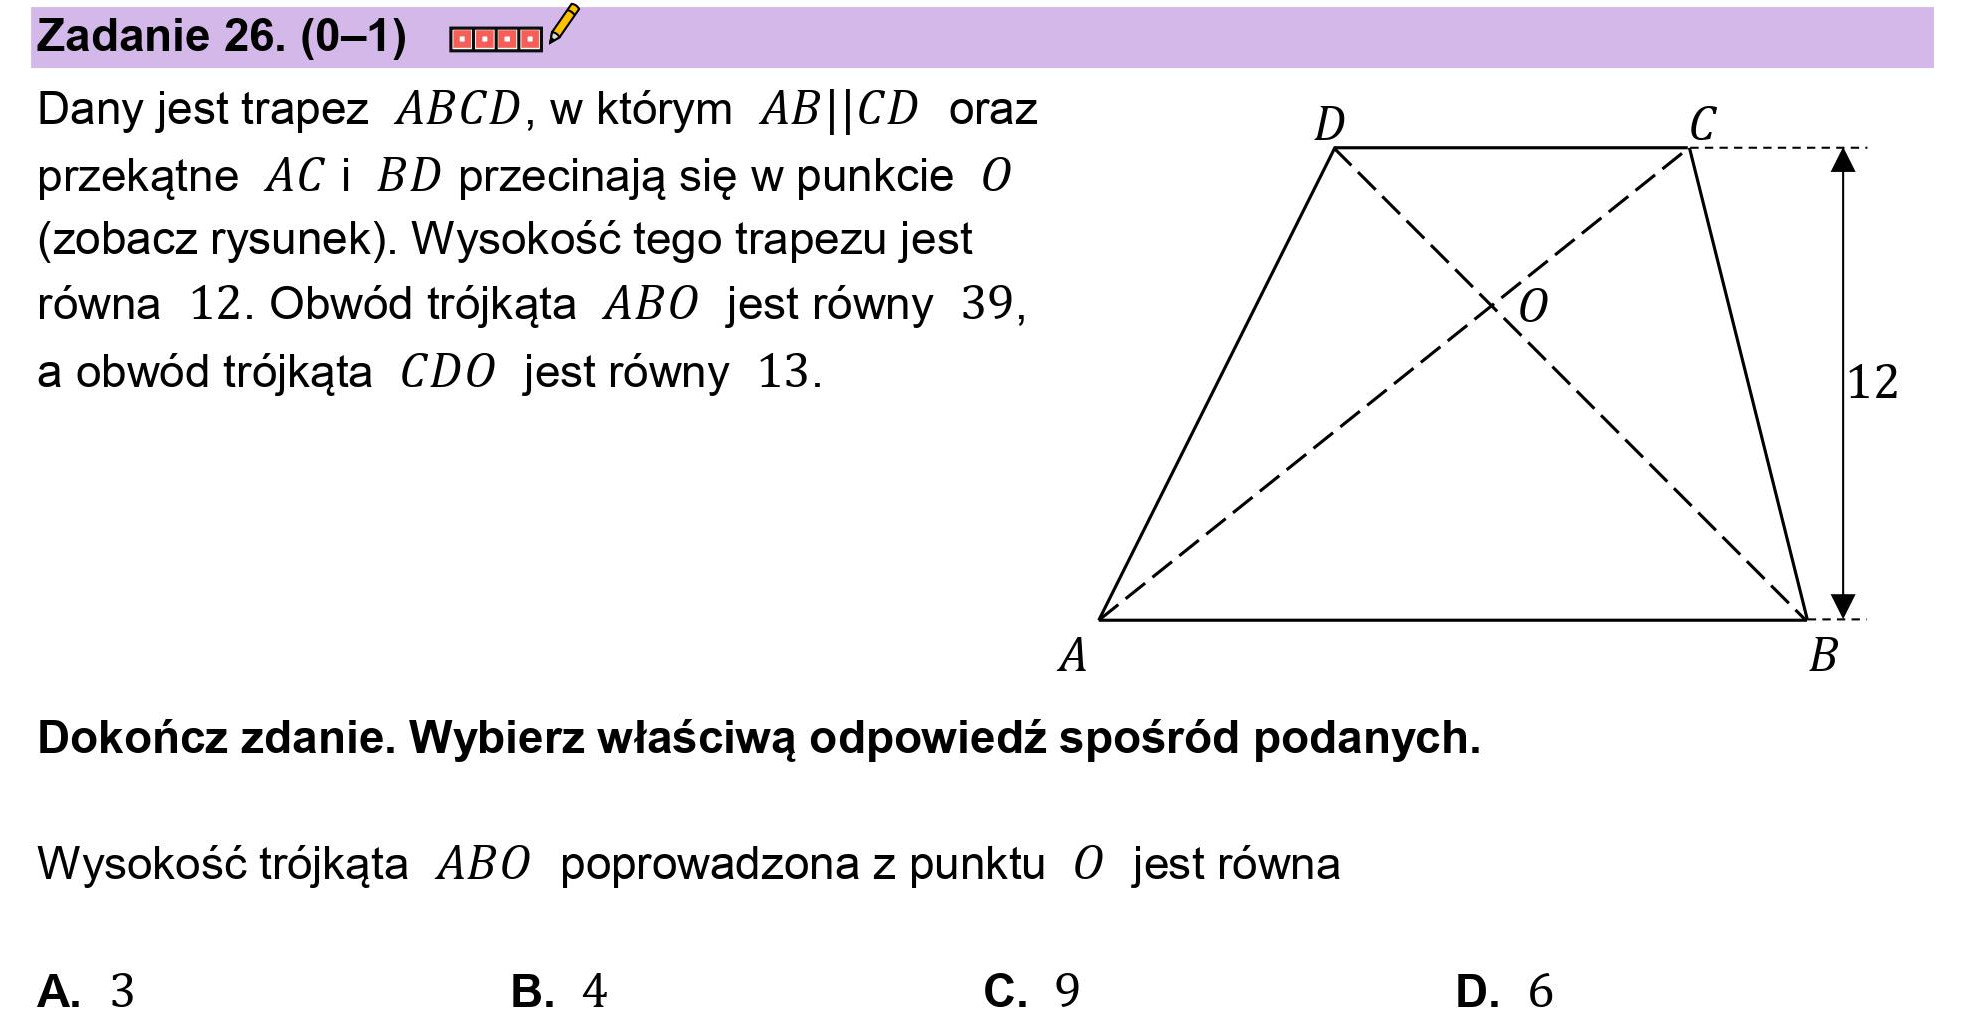 Zadanie 26. (0–1)
Dany jest trapez ABCD, w którym AB||CD oraz
przekątne AC i BD przecinają się w punkcie O
(zobacz rysunek). Wysokość tego trapezu jest
równa 12. Obwód trójkąta ABO jest równy 39,
a obwód trójkąta CDO jest równy 13.
D
C
O
12
A
B
Dokończ zdanie. Wybierz właściwą odpowiedź spośród podanych.
Wysokość trójkąta ABO poprowadzona z punktu O jest równa
A. 3 B. 4 C. 9 D. 6